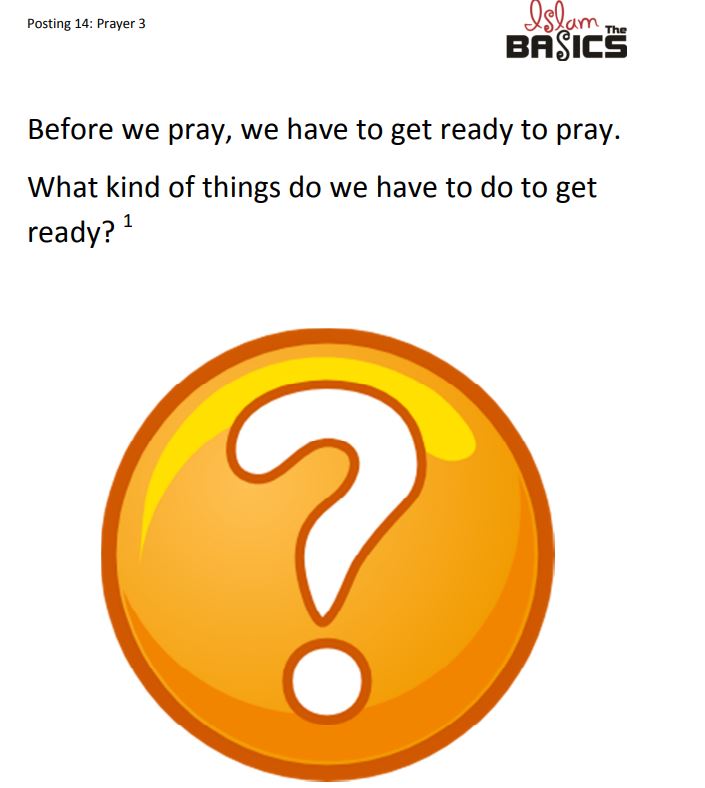 Posting 14: Prayer 3
Islam The
BASICS
Before we pray, we have to get ready to pray.
What kind of things do we have to do to get
ready? 1
?